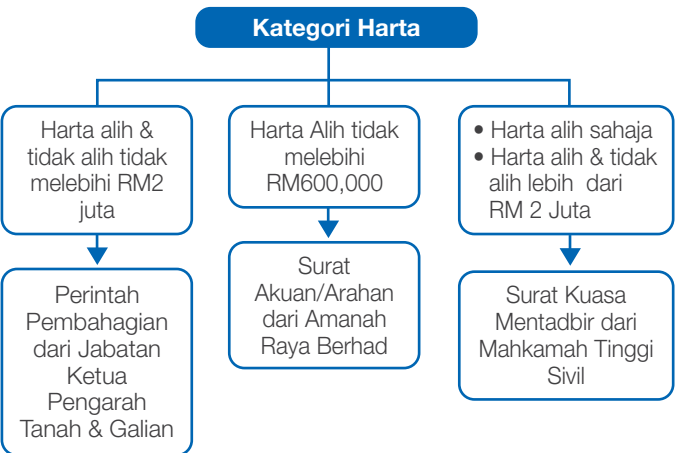 Kategori Harta
Harta alih &
tidak alih tidak
melebihi RM2
juta
Harta Alih tidak
melebihi
RM600,000
• Harta alih sahaja
• Harta alih & tidak
alih lebih dari
RM 2 Juta
Perintah
Pembahagian
dari Jabatan
Ketua
Pengarah
Tanah & Galian
Surat
Akuan/Arahan
dari Amanah
Raya Berhad
Surat Kuasa
Mentadbir dari
Mahkamah Tinggi
Sivil